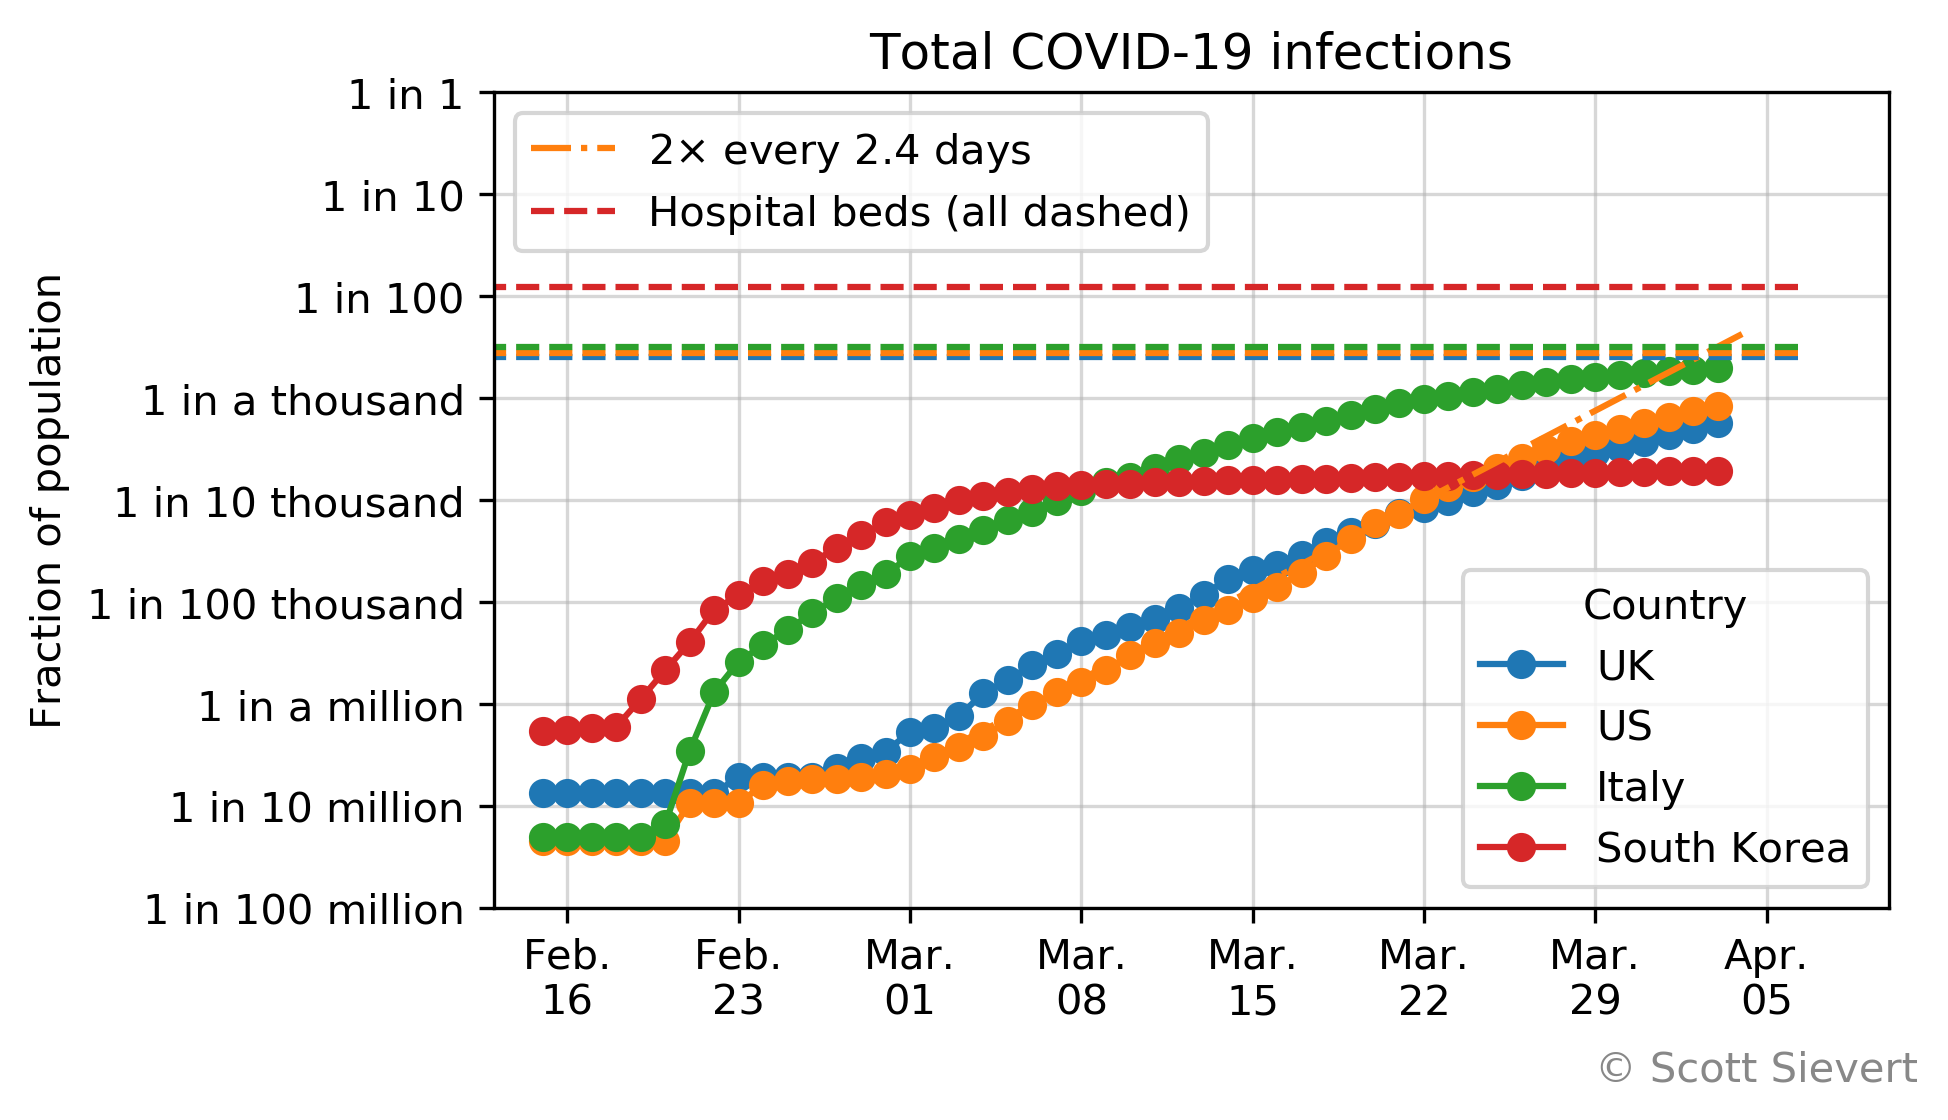 Total COVID-19 infections
1 in 1
1 in 10
1 in 100
1 in a thousand
1 in 10 thousand
1 in 100 thousand
1 in a million
1 in 10 million
1 in 100 million
Fraction of population
2× every 2.4 days
Hospital beds (all dashed)
Country
UK
US
Italy
South Korea
Feb. Feb. Mar. Mar. Mar. Mar. Mar. Apr.
16 23 01 08 15 22 29 05
© Scott Sievert